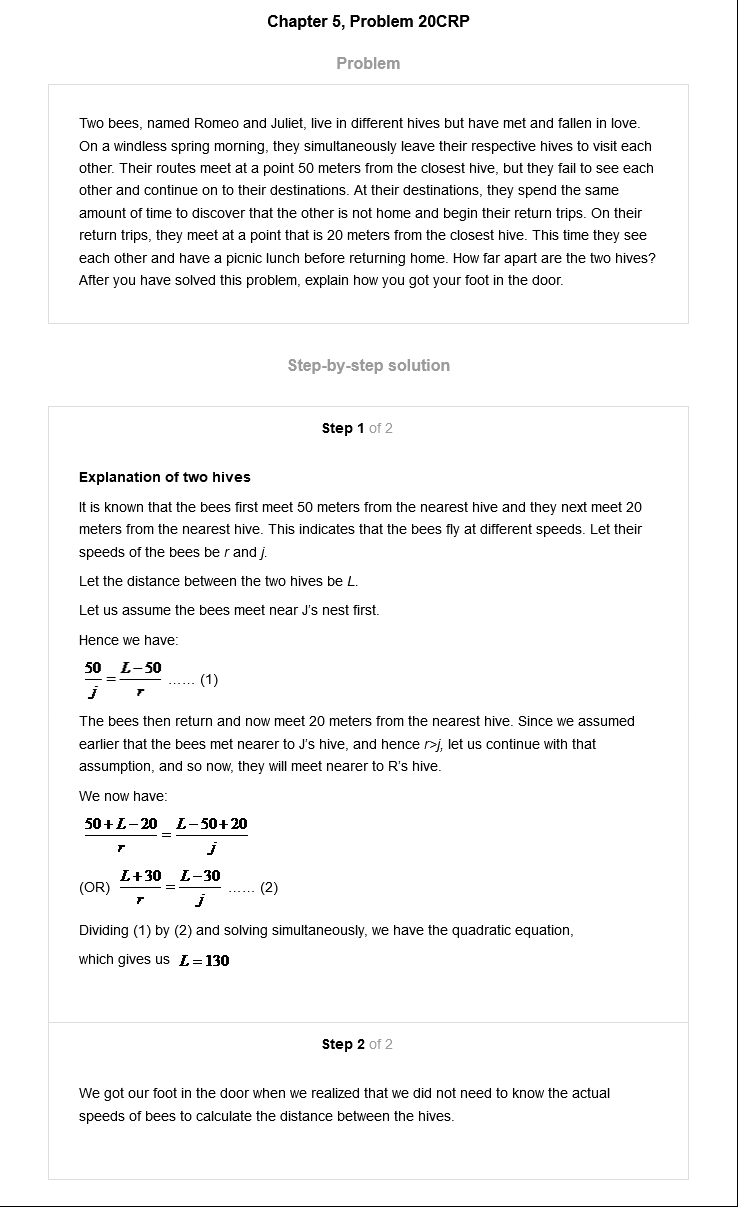 Chapter 5, Problem 20CRP
Problem
Two bees, named Romeo and Juliet, live in different hives but have met and fallen in love.
On a windless spring morning, they simultaneously leave their respective hives to visit each
other. Their routes meet at a point 50 meters from the closest hive, but they fail to see each
other and continue on to their destinations. At their destinations, they spend the same
amount of time to discover that the other is not home and begin their return trips. On their
return trips, they meet at a point that is 20 meters from the closest hive. This time they see
each other and have a picnic lunch before returning home. How far apart are the two hives?
After you have solved this problem, explain how you got your foot in the door.
Step-by-step solution
Step 1 of 2
Explanation of two hives
It is known that the bees first meet 50 meters from the nearest hive and they next meet 20
meters from the nearest hive. This indicates that the bees fly at different speeds. Let their
speeds of the bees be r and j.
Let the distance between the two hives be L.
Let us assume the bees meet near J's nest first.
Hence we have:
50/j = L−50/r ...... (1)
The bees then return and now meet 20 meters from the nearest hive. Since we assumed
earlier that the bees met nearer to J's hive, and hence r>j, let us continue with that
assumption, and so now, they will meet nearer to R's hive.
We now have:
50+L−20/r = L−50+20/j
(OR) L+30/r = L−30/j ...... (2)
Dividing (1) by (2) and solving simultaneously, we have the quadratic equation,
which gives us L=130
Step 2 of 2
We got our foot in the door when we realized that we did not need to know the actual
speeds of bees to calculate the distance between the hives.